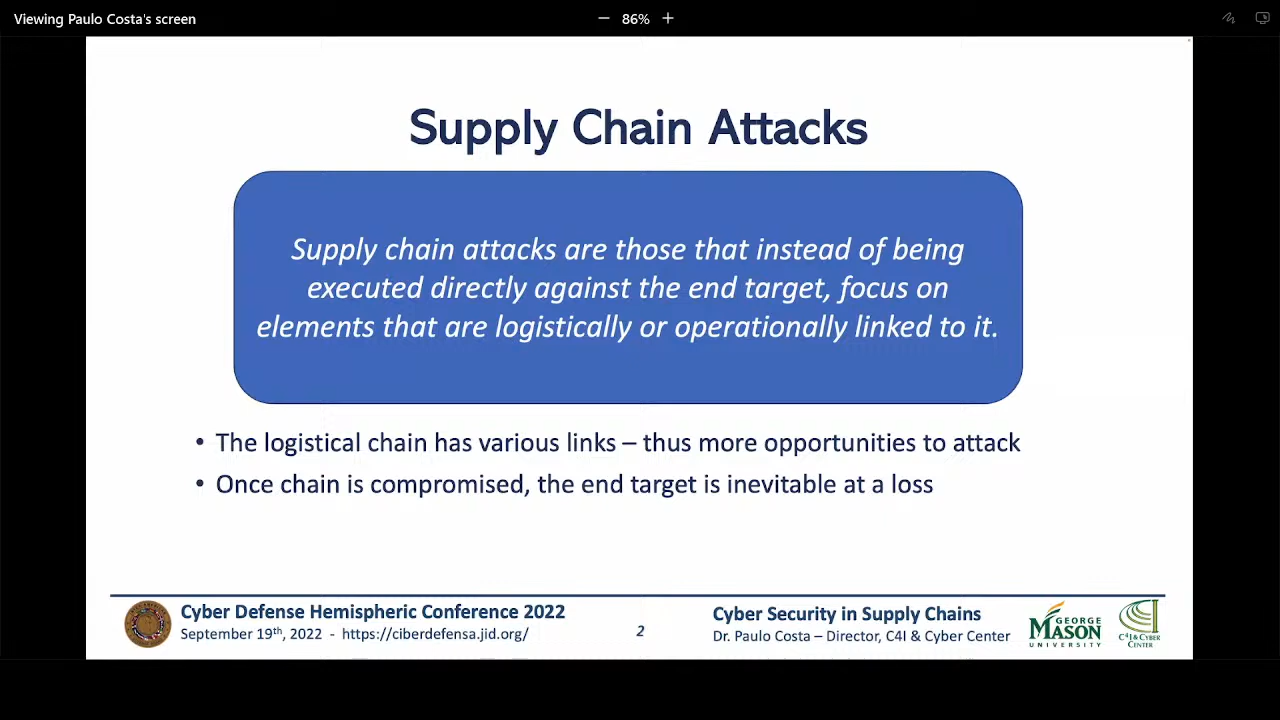 Viewing Paulo Costa's screen
86%
Supply Chain Attacks
Supply chain attacks are those that instead of being
executed directly against the end target, focus on
elements that are logistically or operationally linked to it.
• The logistical chain has various links – thus more opportunities to attack
• Once chain is compromised, the end target is inevitable at a loss
Cyber Defense Hemispheric Conference 2022
September 19th, 2022 - https://ciberdefensa.jid.org/
2
Cyber Security in Supply Chains
Dr. Paulo Costa – Director, C4I & Cyber Center
GEORGE
MASON
UNIVERSITY
C4I & CYBER
CENTER